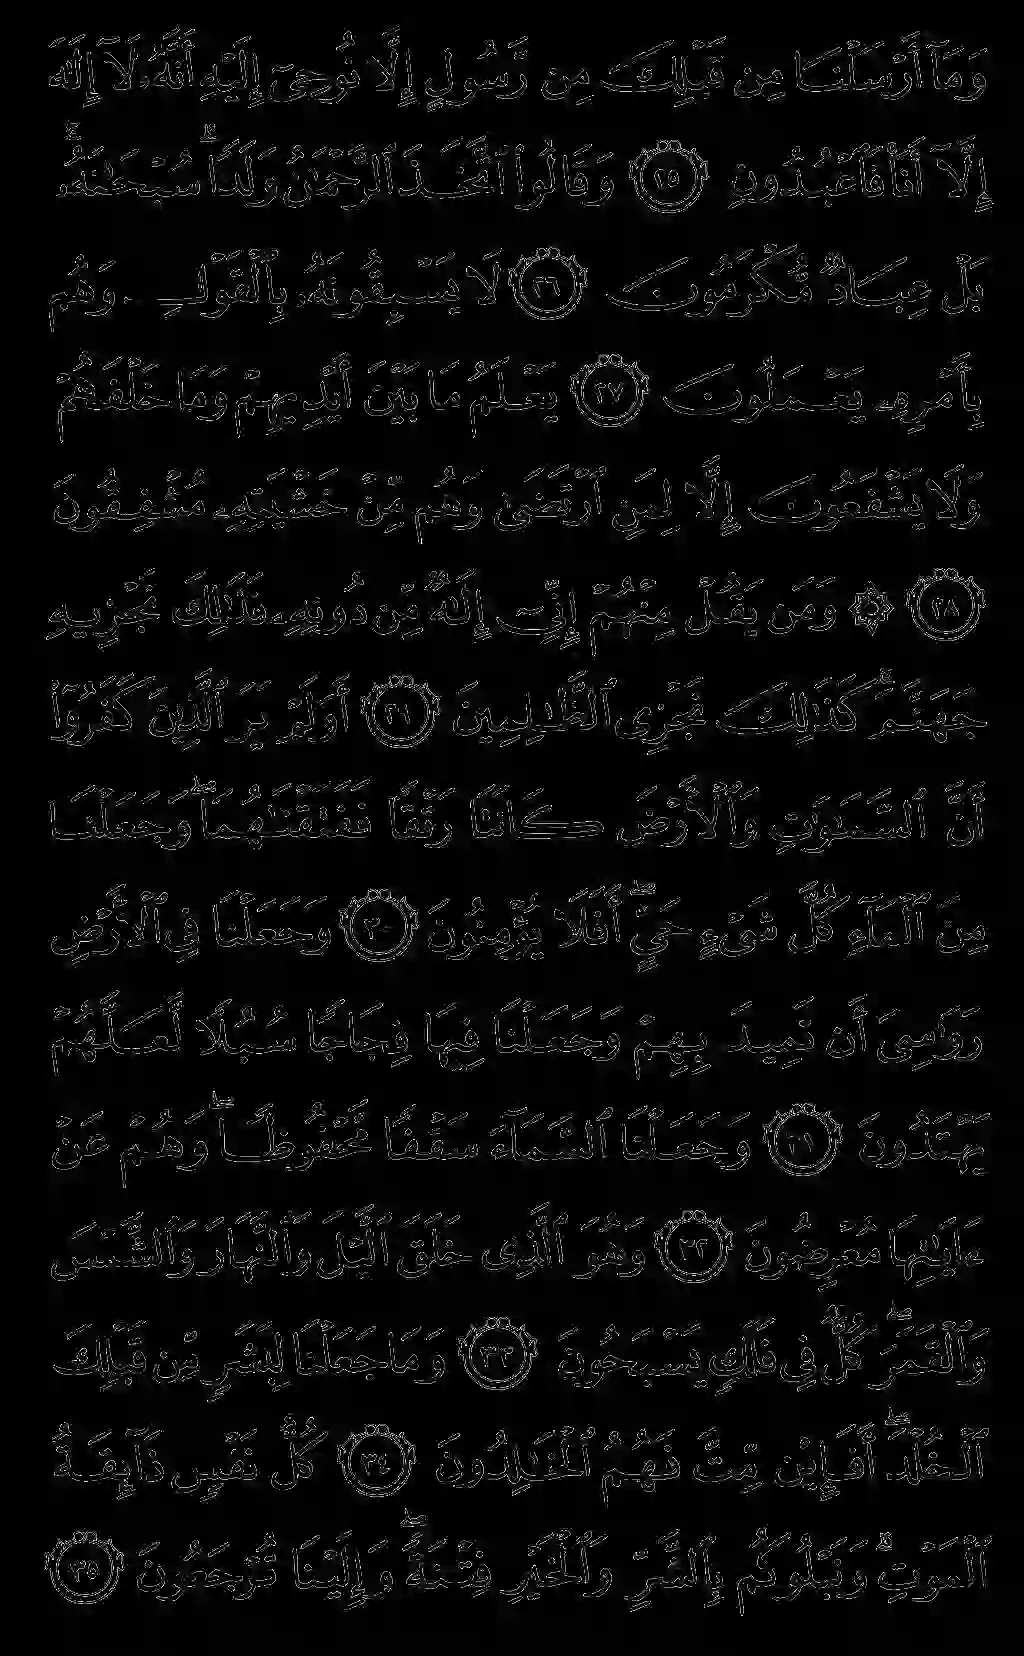 وَمَآ أَرْسَلْنَا مِن قَبْلِكَ مِن رَّسُولٍ إِلَّا نُوحِىٓ إِلَيْهِ أَنَّهُۥ لَآ إِلَٰهَ
إِلَّآ أَنَا۠ فَٱعْبُدُونِ ٢٥ وَقَالُوا۟ ٱتَّخَذَ ٱلرَّحْمَٰنُ وَلَدًا ۗ سُبْحَٰنَهُۥ ۚ
بَلْ عِبَادٌ مُّكْرَمُونَ ٢٦ لَا يَسْبِقُونَهُۥ بِٱلْقَوْلِ وَهُم
بِأَمْرِهِۦ يَعْمَلُونَ ٢٧ يَعْلَمُ مَا بَيْنَ أَيْدِيهِمْ وَمَا خَلْفَهُمْ
وَلَا يَشْفَعُونَ إِلَّا لِمَنِ ٱرْتَضَىٰ وَهُم مِّنْ خَشْيَتِهِۦ مُشْفِقُونَ
٢٨ ۞ وَمَن يَقُلْ مِنْهُمْ إِنِّىٓ إِلَٰهٌ مِّن دُونِهِۦ فَذَٰلِكَ نَجْزِيهِ
جَهَنَّمَ ۚ كَذَٰلِكَ نَجْزِى ٱلظَّٰلِمِينَ ٢٩ أَوَلَمْ يَرَ ٱلَّذِينَ كَفَرُوٓا۟
أَنَّ ٱلسَّمَٰوَٰتِ وَٱلْأَرْضَ كَانَتَا رَتْقًا فَفَتَقْنَٰهُمَا ۖ وَجَعَلْنَا
مِنَ ٱلْمَآءِ كُلَّ شَىْءٍ حَىٍّ ۖ أَفَلَا يُؤْمِنُونَ ٣٠ وَجَعَلْنَا فِى ٱلْأَرْضِ
رَوَٰسِىَ أَن تَمِيدَ بِهِمْ وَجَعَلْنَا فِيهَا فِجَاجًا سُبُلًا لَّعَلَّهُمْ
يَهْتَدُونَ ٣١ وَجَعَلْنَا ٱلسَّمَآءَ سَقْفًا مَّحْفُوظًا ۖ وَهُمْ عَنْ
ءَايَٰتِهَا مُعْرِضُونَ ٣٢ وَهُوَ ٱلَّذِى خَلَقَ ٱلَّيْلَ وَٱلنَّهَارَ وَٱلشَّمْسَ
وَٱلْقَمَرَ ۖ كُلٌّ فِى فَلَكٍ يَسْبَحُونَ ٣٣ وَمَا جَعَلْنَا لِبَشَرٍ مِّن قَبْلِكَ
ٱلْخُلْدَ ۖ أَفَإِي۟ن مِّتَّ فَهُمُ ٱلْخَٰلِدُونَ ٣٤ كُلُّ نَفْسٍ ذَآئِقَةُ
ٱلْمَوْتِ ۗ وَنَبْلُوكُم بِٱلشَّرِّ وَٱلْخَيْرِ فِتْنَةً ۖ وَإِلَيْنَا تُرْجَعُونَ ٣٥